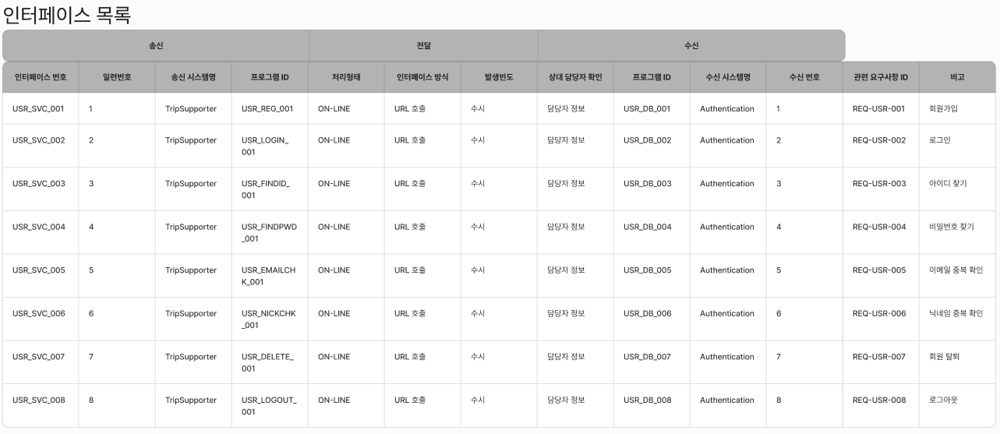 인터페이스 목록
송신 전달 수신
인터페이스 번호 일련번호 송신 시스템명 프로그램 ID 처리형태 인터페이스 방식 발생빈도 상대 담당자 확인 프로그램 ID 수신 시스템명 수신 번호 관련 요구사항 ID 비고
USR_SVC_001 1 TripSupporter USR_REG_001 ON-LINE URL 호출 수시 담당자 정보 USR_DB_001 Authentication 1 REQ-USR-001 회원가입
USR_SVC_002 2 TripSupporter USR_LOGIN_ ON-LINE URL 호출 수시 담당자 정보 USR_DB_002 Authentication 2 REQ-USR-002 로그인
001
USR_SVC_003 3 TripSupporter USR_FINDID_ ON-LINE URL 호출 수시 담당자 정보 USR_DB_003 Authentication 3 REQ-USR-003 아이디 찾기
001
USR_SVC_004 4 TripSupporter USR_FINDPWD ON-LINE URL 호출 수시 담당자 정보 USR_DB_004 Authentication 4 REQ-USR-004 비밀번호 찾기
_001
USR_SVC_005 5 TripSupporter USR_EMAILCH ON-LINE URL 호출 수시 담당자 정보 USR_DB_005 Authentication 5 REQ-USR-005 이메일 중복 확인
K_001
USR_SVC_006 6 TripSupporter USR_NICKCHK ON-LINE URL 호출 수시 담당자 정보 USR_DB_006 Authentication 6 REQ-USR-006 닉네임 중복 확인
_001
USR_SVC_007 7 TripSupporter USR_DELETE_ ON-LINE URL 호출 수시 담당자 정보 USR_DB_007 Authentication 7 REQ-USR-007 회원 탈퇴
001
USR_SVC_008 8 TripSupporter USR_LOGOUT_ ON-LINE URL 호출 수시 담당자 정보 USR_DB_008 Authentication 8 REQ-USR-008 로그아웃
001